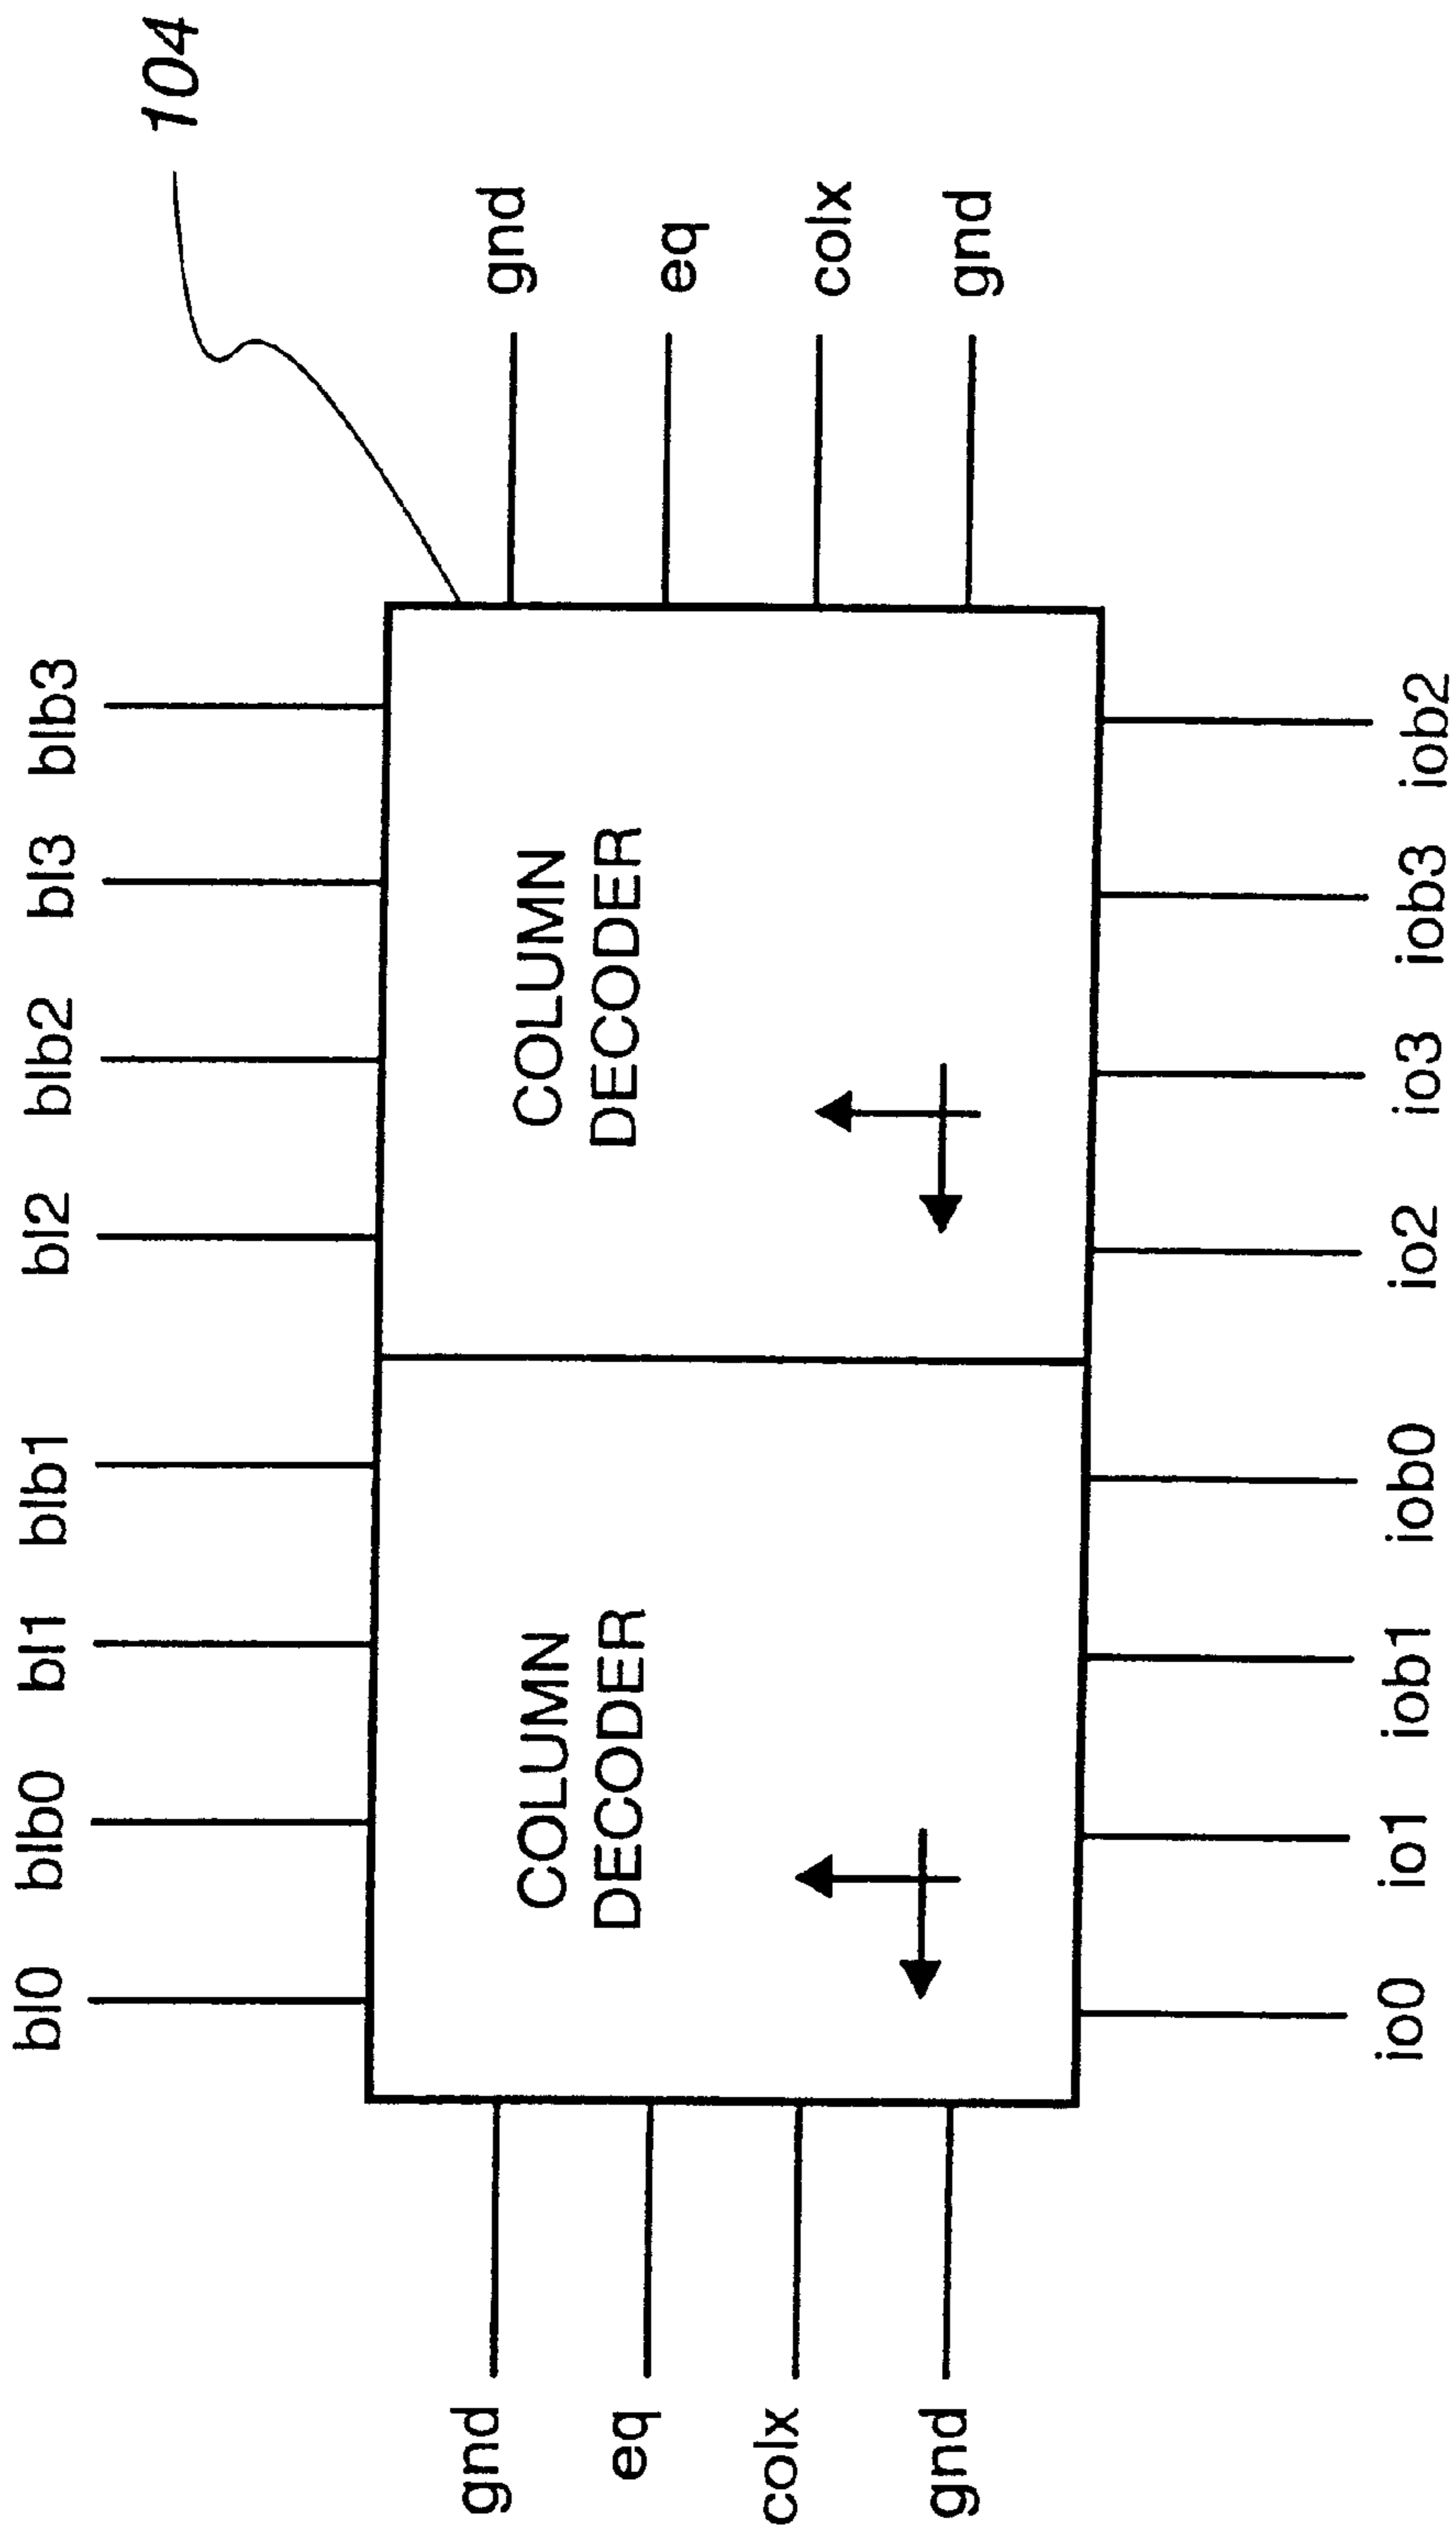 104
bl0
blb0
bl1
blb1
bl2
blb2
bl3
blb3
gnd
eq
colx
gnd
COLUMN
DECODER
COLUMN
DECODER
gnd
eq
colx
gnd
io0
io1
iob1
iob0
io2
io3
iob3
iob2